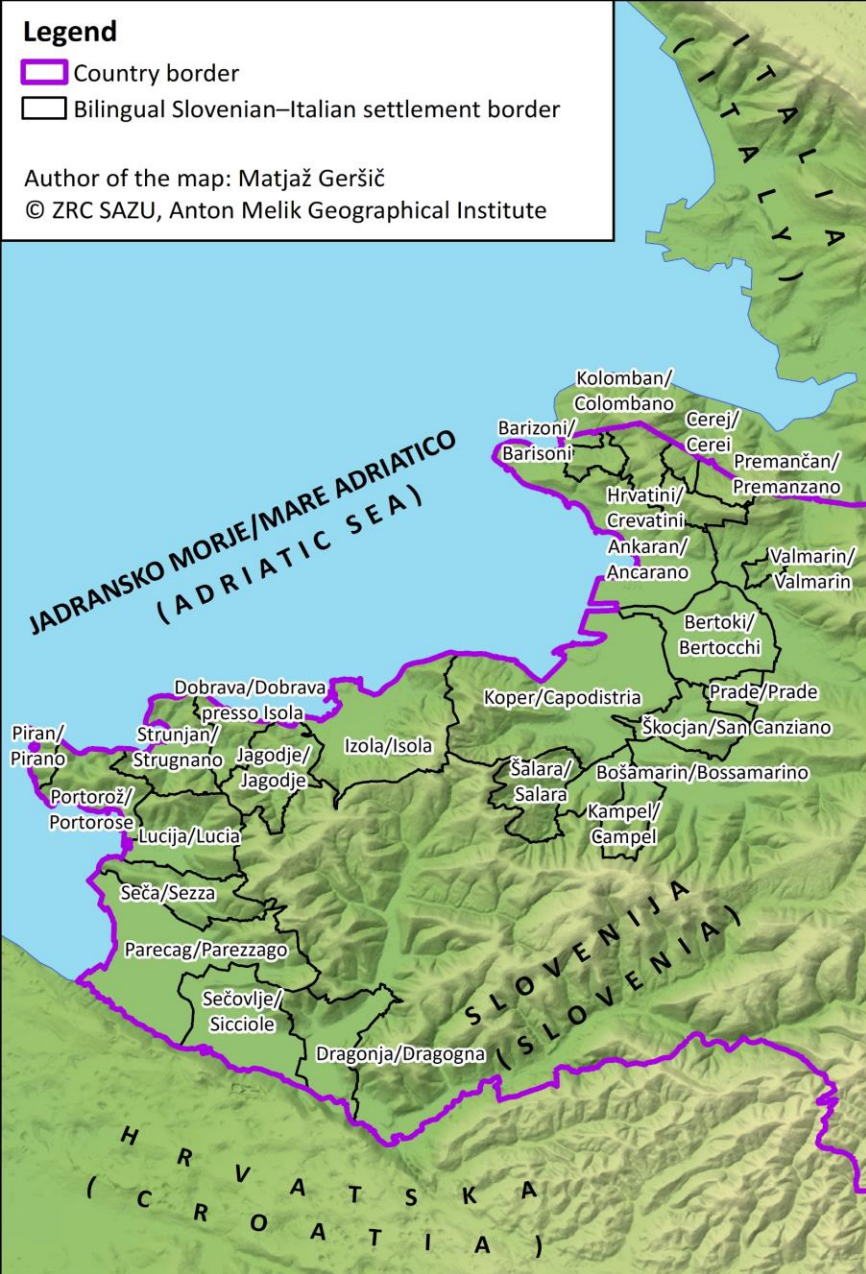 Legend
Country border
Bilingual Slovenian–Italian settlement border
Author of the map: Matjaž Geršič
© ZRC SAZU, Anton Melik Geographical Institute
ITALIA
(ITALY)
Kolomban/
Colombano
Cerej/
Cerei
Barizoni/
Barisoni
Premančan/
Premanzano
Hrvatini/
Crevatini
JADRANSKO MORJE/MARE ADRIATICO
(ADRIATIC SEA)
Ankaran/
Ancarano
Valmarin/
Valmarin
Bertoki/
Bertocchi
Dobrava/Dobrava
presso Isola
Koper/Capodistria
Prade/Prade
Škocjan/San Canziano
Piran/
Pirano
Strunjan/
Strugnano
Jagodje/
Jagodje
Izola/Isola
Šalara/
Salara
Bošamarin/Bossamarino
Portorož/
Portorose
Kampel/
Campel
Lucija/Lucia
Seča/Sezza
Parecag/Parezzago
SLOVENIJA
(SLOVENIA)
Sečovlje/
Sicciole
Dragonja/Dragogna
HRVATSKA
(CROATIA)